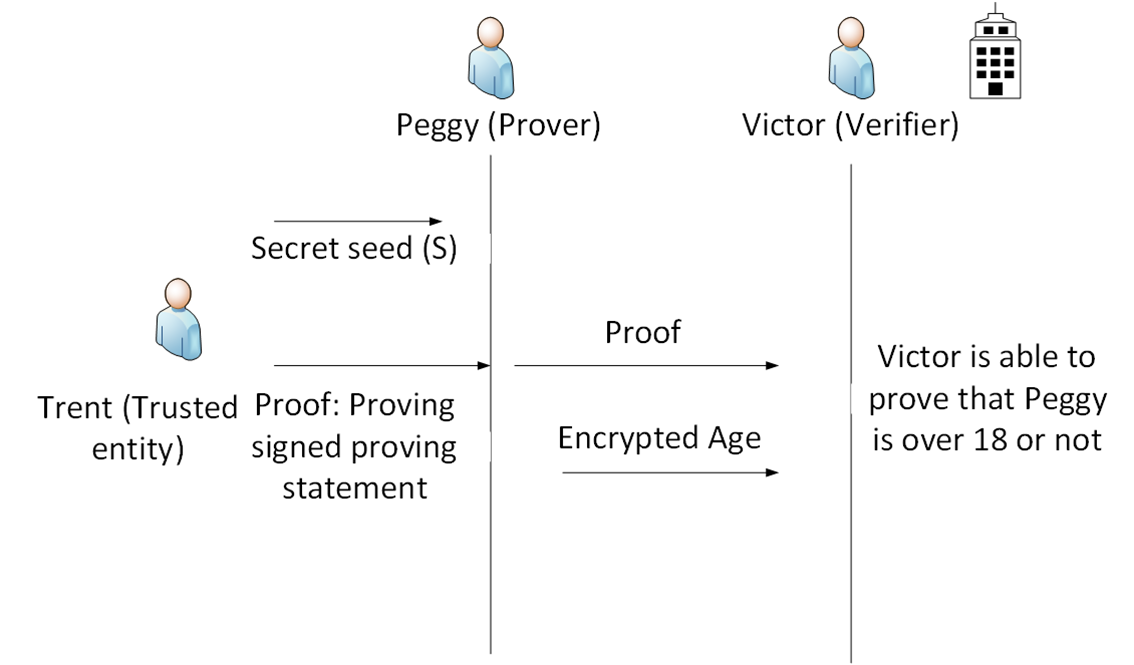 Peggy (Prover)
Victor (Verifier)
Secret seed (S)
Trent (Trusted
entity)
Proof: Proving
signed proving
statement
Proof
Encrypted Age
Victor is able to
prove that Peggy
is over 18 or not